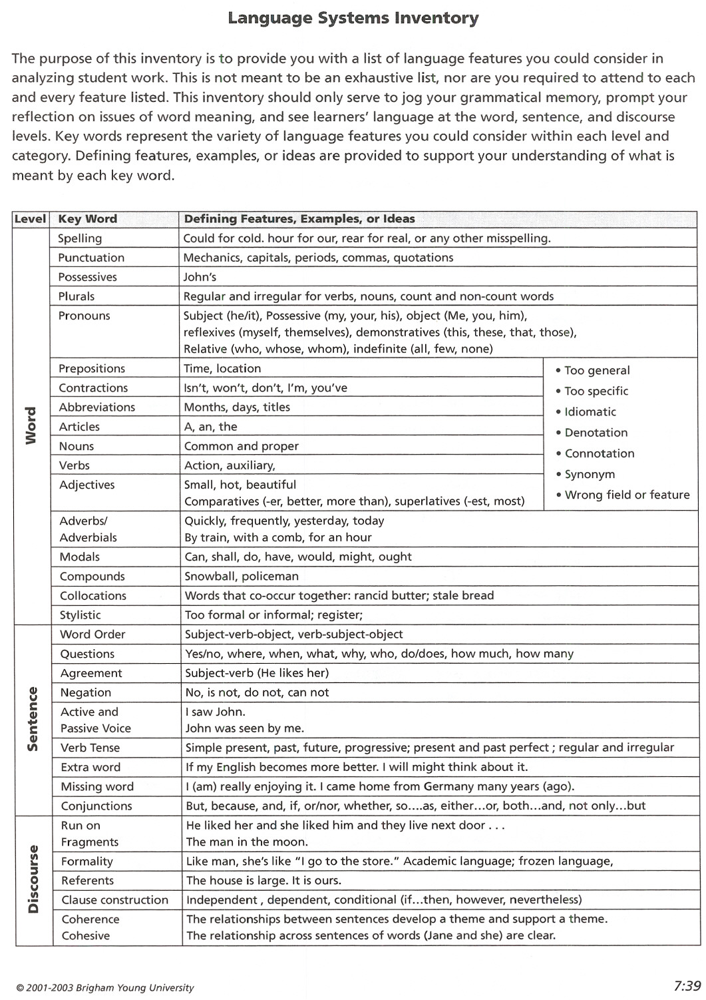 Language Systems Inventory
The purpose of this inventory is to provide you with a list of language features you could consider in
analyzing student work. This is not meant to be an exhaustive list, nor are you required to attend to each
and every feature listed. This inventory should only serve to jog your grammatical memory, prompt your
reflection on issues of word meaning, and see learners' language at the word, sentence, and discourse
levels. Key words represent the variety of language features you could consider within each level and
category. Defining features, examples, or ideas are provided to support your understanding of what is
meant by each key word.
Level Key Word Defining Features, Examples, or Ideas
Word
Spelling Could for cold. hour for our, rear for real, or any other misspelling.
Punctuation Mechanics, capitals, periods, commas, quotations
Possessives John's
Plurals Regular and irregular for verbs, nouns, count and non-count words
Pronouns Subject (he/it), Possessive (my, your, his), object (Me, you, him),
reflexives (myself, themselves), demonstratives (this, these, that, those),
Relative (who, whose, whom), indefinite (all, few, none)
Prepositions Time, location
Contractions Isn't, won't, don't, I'm, you've
Abbreviations Months, days, titles
Articles A, an, the
Nouns Common and proper
Verbs Action, auxiliary,
Adjectives Small, hot, beautiful
Comparatives (-er, better, more than), superlatives (-est, most)
• Too general
• Too specific
• Idiomatic
• Denotation
• Connotation
• Synonym
• Wrong field or feature
Adverbs/ Quickly, frequently, yesterday, today
Adverbials By train, with a comb, for an hour
Modals Can, shall, do, have, would, might, ought
Compounds Snowball, policeman
Collocations Words that co-occur together: rancid butter; stale bread
Stylistic Too formal or informal; register;
Sentence
Word Order Subject-verb-object, verb-subject-object
Questions Yes/no, where, when, what, why, who, do/does, how much, how many
Agreement Subject-verb (He likes her)
Negation No, is not, do not, can not
Active and I saw John.
Passive Voice John was seen by me.
Verb Tense Simple present, past, future, progressive; present and past perfect ; regular and irregular
Extra word If my English becomes more better. I will might think about it.
Missing word I (am) really enjoying it. I came home from Germany many years (ago).
Conjunctions But, because, and, if, or/nor, whether, so....as, either...or, both...and, not only...but
Discourse
Run on He liked her and she liked him and they live next door . . .
Fragments The man in the moon.
Formality Like man, she's like "I go to the store." Academic language; frozen language,
Referents The house is large. It is ours.
Clause construction Independent , dependent, conditional (if...then, however, nevertheless)
Coherence The relationships between sentences develop a theme and support a theme.
Cohesive The relationship across sentences of words (Jane and she) are clear.
© 2001-2003 Brigham Young University 7:39